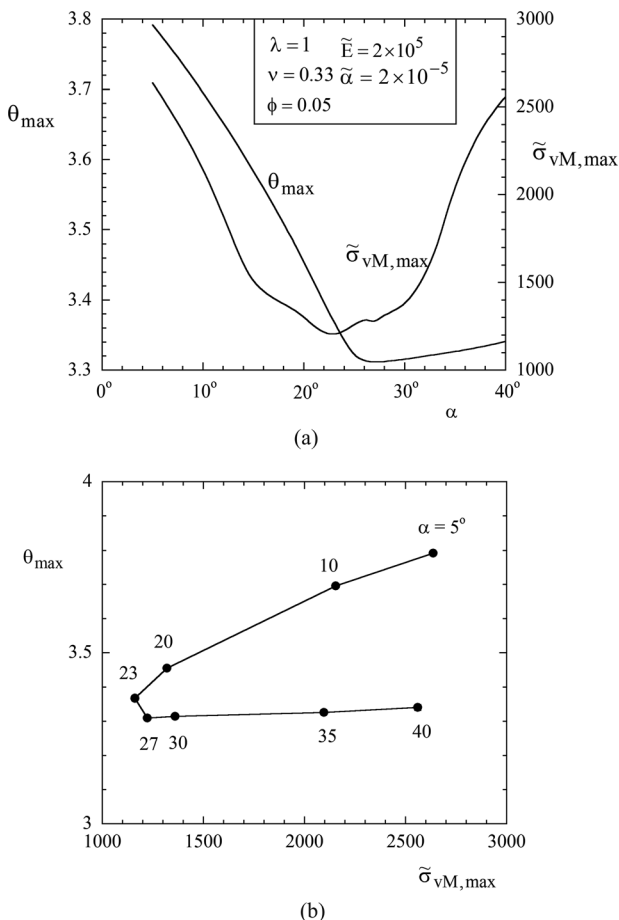 3.8
3000
λ = 1 Ẽ = 2×10⁵
ν = 0.33 α̃ = 2×10⁻⁵
ϕ = 0.05
3.7
2500
θmax
σ̃vM,max
3.6
θmax
2000
3.5
σ̃vM,max
1500
3.4
3.3
1000
0° 10° 20° 30° 40°
α
(a)
4
α = 5°
θmax
10
3.5
20
23
27 30 35 40
3
1000 1500 2000 2500 3000
σ̃vM,max
(b)